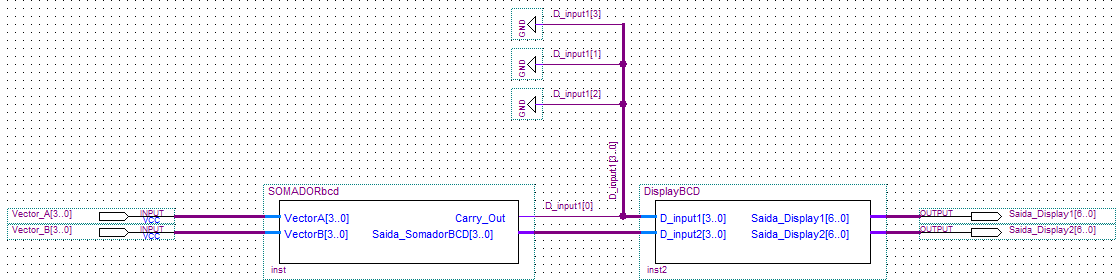 GND
D_input1[3]
GND
D_input1[1]
GND
D_input1[2]
D_input1[3..0]
SOMADORbcd
DisplayBCD
Vector_A[3..0] INPUT VCC
VectorA[3..0] Carry_Out
D_input1[0]
D_input1[3..0] Saida_Display1[6..0]
OUTPUT Saida_Display1[6..0]
Vector_B[3..0] INPUT VCC
VectorB[3..0] Saida_SomadorBCD[3..0]
D_input2[3..0] Saida_Display2[6..0]
OUTPUT Saida_Display2[6..0]
inst
inst2